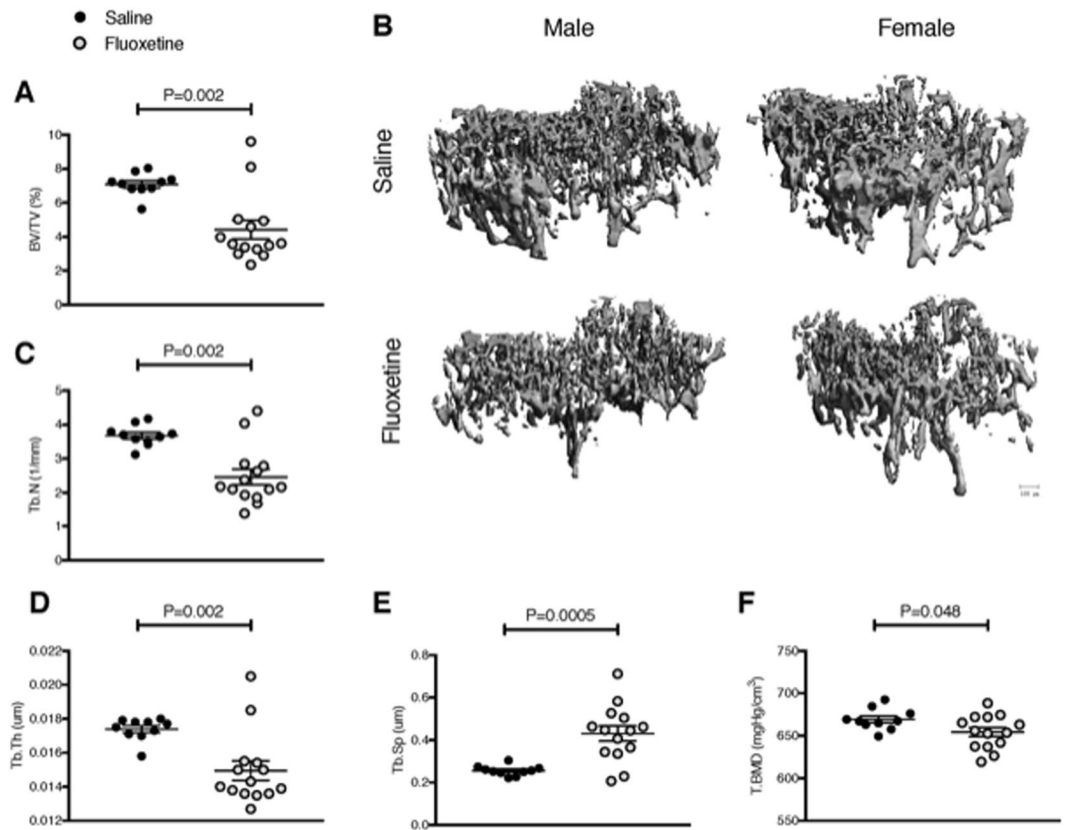 Saline
Fluoxetine
A
P=0.002
10
8
6
4
2
0
BV/TV (%)
B
Male
Female
Saline
Fluoxetine
C
P=0.002
5
4
3
2
1
0
Tb.N (1/mm)
D
P=0.002
0.022
0.020
0.018
0.016
0.014
0.012
Tb.Th (um)
E
P=0.0005
0.8
0.6
0.4
0.2
0.0
Tb.Sp (um)
F
P=0.048
750
700
650
600
550
T.BMD (mgHg/cm³)